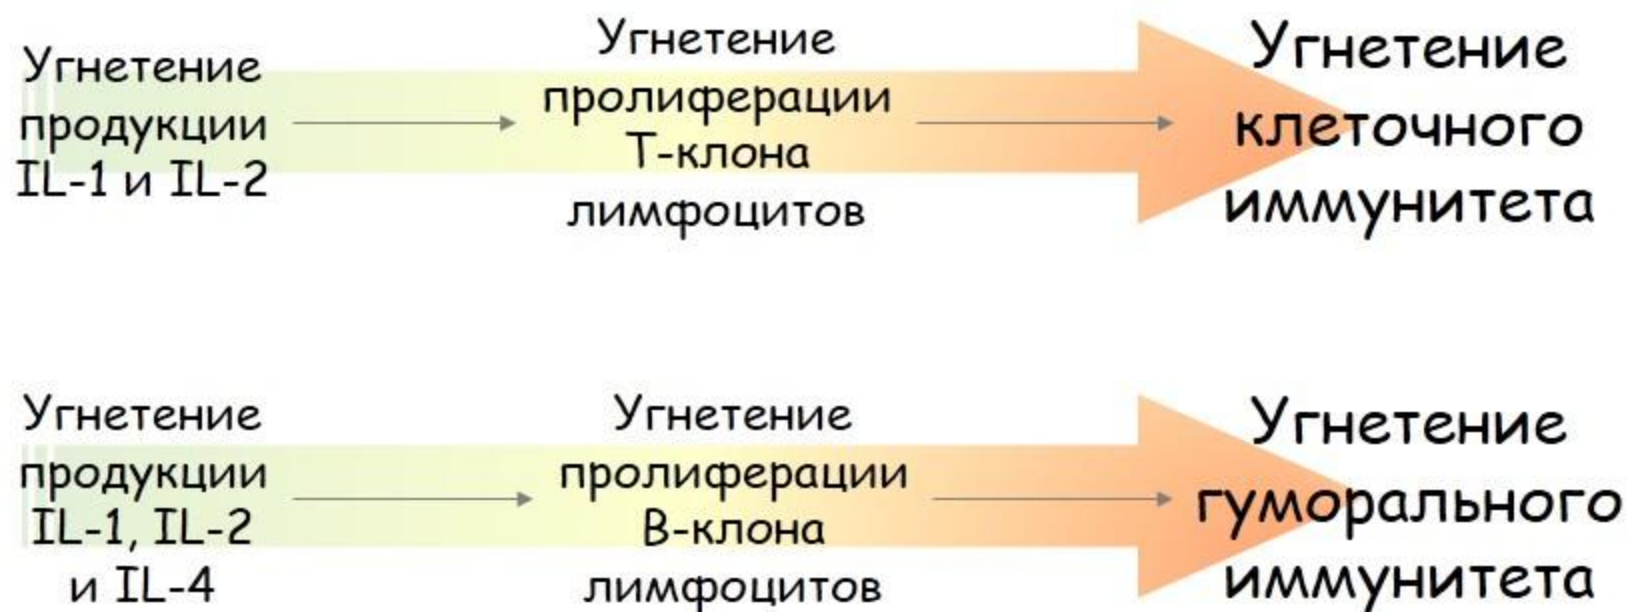 Угнетение
продукции
IL-1 и IL-2
Угнетение
пролиферации
Т-клона
лимфоцитов
Угнетение
клеточного
иммунитета
Угнетение
продукции
IL-1, IL-2
и IL-4
Угнетение
пролиферации
В-клона
лимфоцитов
Угнетение
гуморального
иммунитета